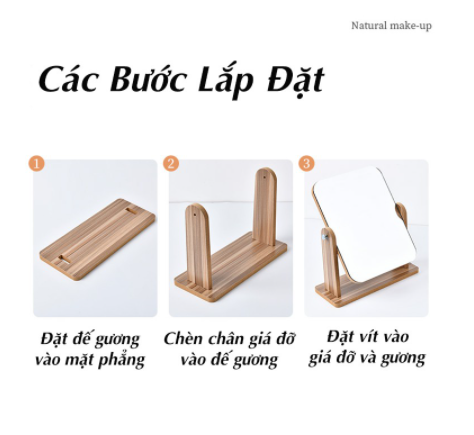 Natural make-up
Các Bước Lắp Đặt
1
2
3
Đặt đế gương
vào mặt phẳng
Chèn chân giá đỡ
vào đế gương
Đặt vít vào
giá đỡ và gương